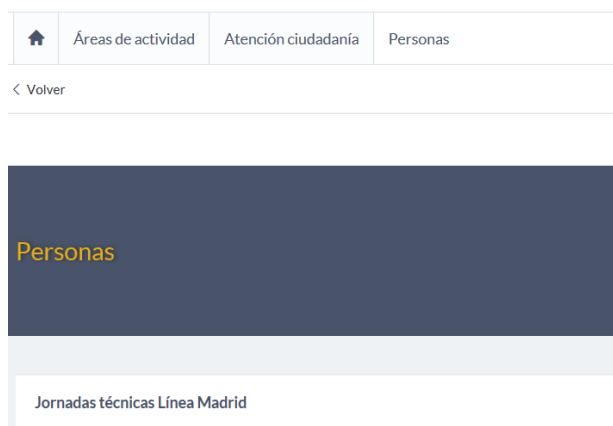 Áreas de actividad Atención ciudadanía Personas
Volver
Personas
Jornadas técnicas Línea Madrid